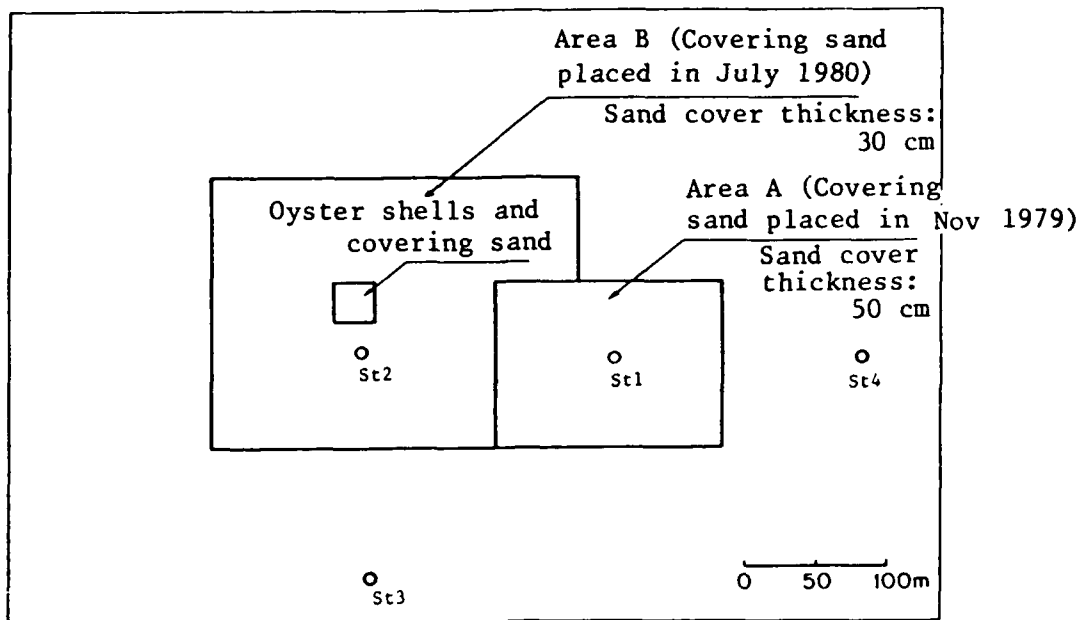 Area B (Covering sand
placed in July 1980)
Sand cover thickness:
30 cm
Area A (Covering
sand placed in Nov 1979)
Sand cover
thickness:
50 cm
Oyster shells and
covering sand
St2
St1
St4
St3
0 50 100m